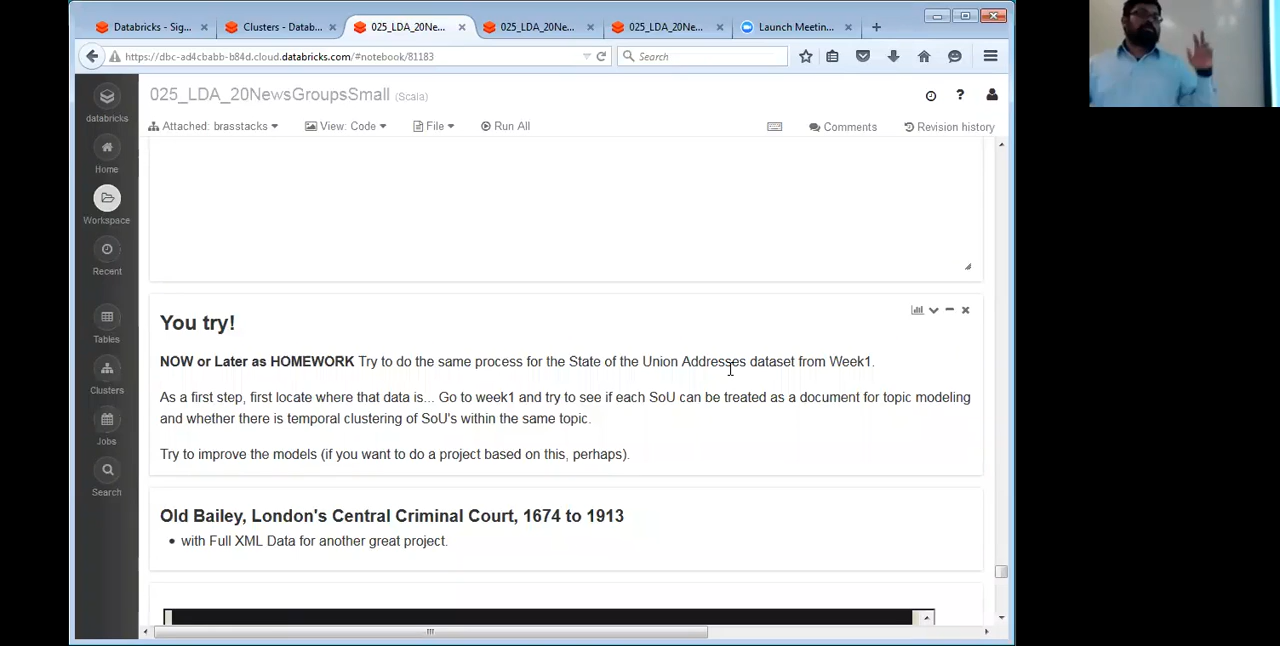 Databricks - Sig...
Clusters - Datab...
025_LDA_20Ne...
025_LDA_20Ne...
025_LDA_20Ne...
Launch Meetin...
https://dbc-ad4cbabb-b84d.cloud.databricks.com/#notebook/81183
Search
025_LDA_20NewsGroupsSmall (Scala)
databricks
Attached: brasstacks
View: Code
File
Run All
Comments
Revision history
Home
Workspace
Recent
Tables
Clusters
Jobs
Search
You try!
NOW or Later as HOMEWORK Try to do the same process for the State of the Union Addresses dataset from Week1.
As a first step, first locate where that data is... Go to week1 and try to see if each SoU can be treated as a document for topic modeling
and whether there is temporal clustering of SoU's within the same topic.
Try to improve the models (if you want to do a project based on this, perhaps).
Old Bailey, London's Central Criminal Court, 1674 to 1913
• with Full XML Data for another great project.